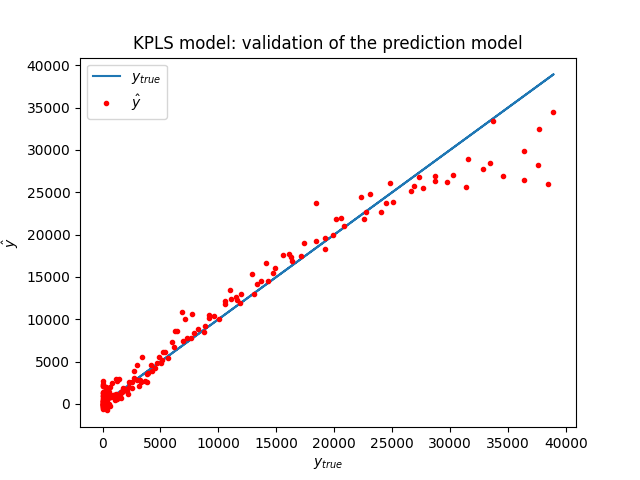 KPLS model: validation of the prediction model
40000
35000
30000
25000
20000
15000
10000
5000
0
y_true
ŷ
ŷ
0 5000 10000 15000 20000 25000 30000 35000 40000
y_true